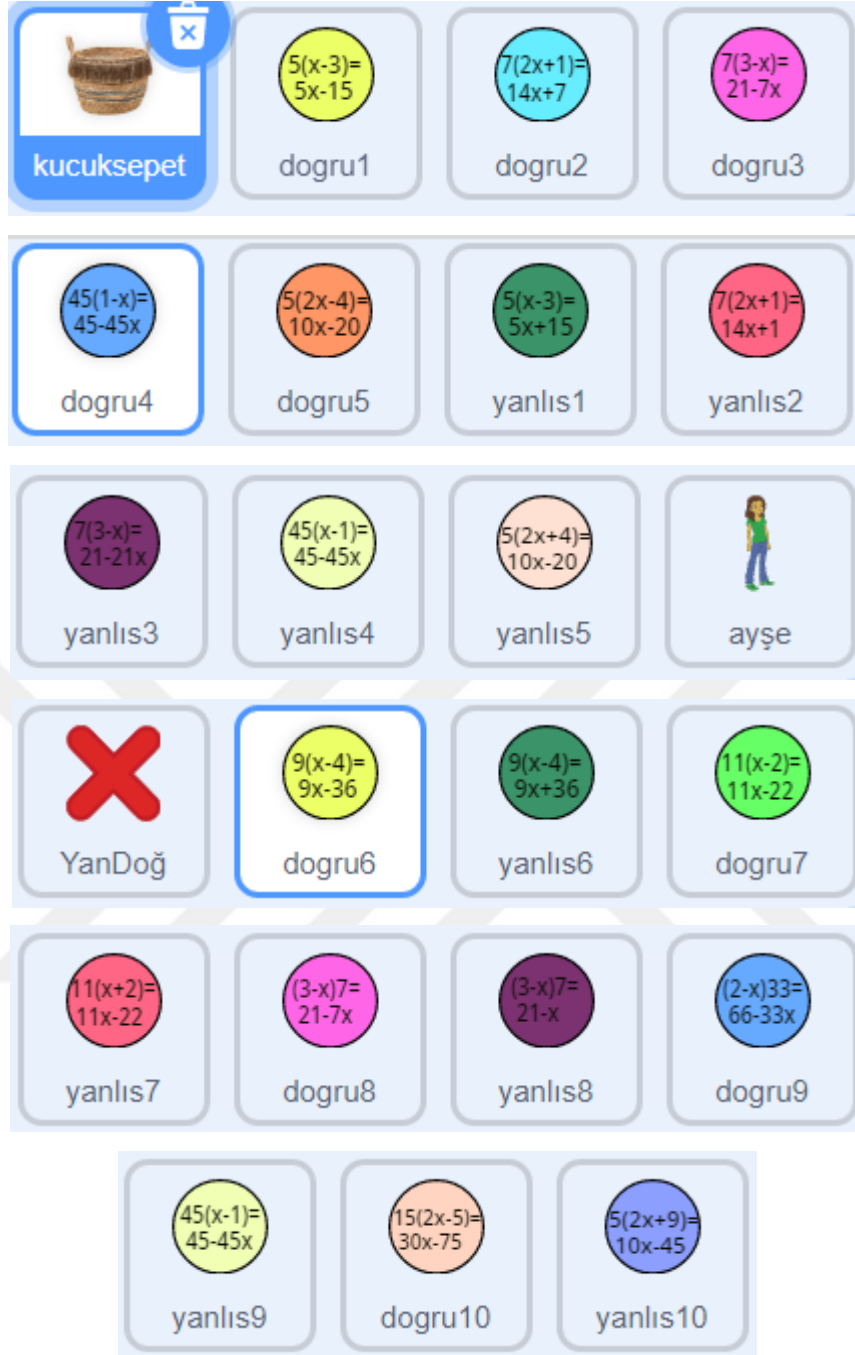 5(x-3)=
5x-15
7(2x+1)=
14x+7
7(3-x)=
21-7x
kucuksepet
dogru1
dogru2
dogru3
45(1-x)=
45-45x
5(2x-4)=
10x-20
5(x-3)=
5x+15
7(2x+1)=
14x+1
dogru4
dogru5
yanlıs1
yanlıs2
7(3-x)=
21-21x
45(x-1)=
45-45x
5(2x+4)=
10x-20
yanlıs3
yanlıs4
yanlıs5
ayşe
9(x-4)=
9x-36
9(x-4)=
9x+36
11(x-2)=
11x-22
YanDoğ
dogru6
yanlıs6
dogru7
11(x+2)=
11x-22
(3-x)7=
21-7x
(3-x)7=
21-x
(2-x)33=
66-33x
yanlıs7
dogru8
yanlıs8
dogru9
45(x-1)=
45-45x
15(2x-5)=
30x-75
5(2x+9)=
10x-45
yanlıs9
dogru10
yanlıs10